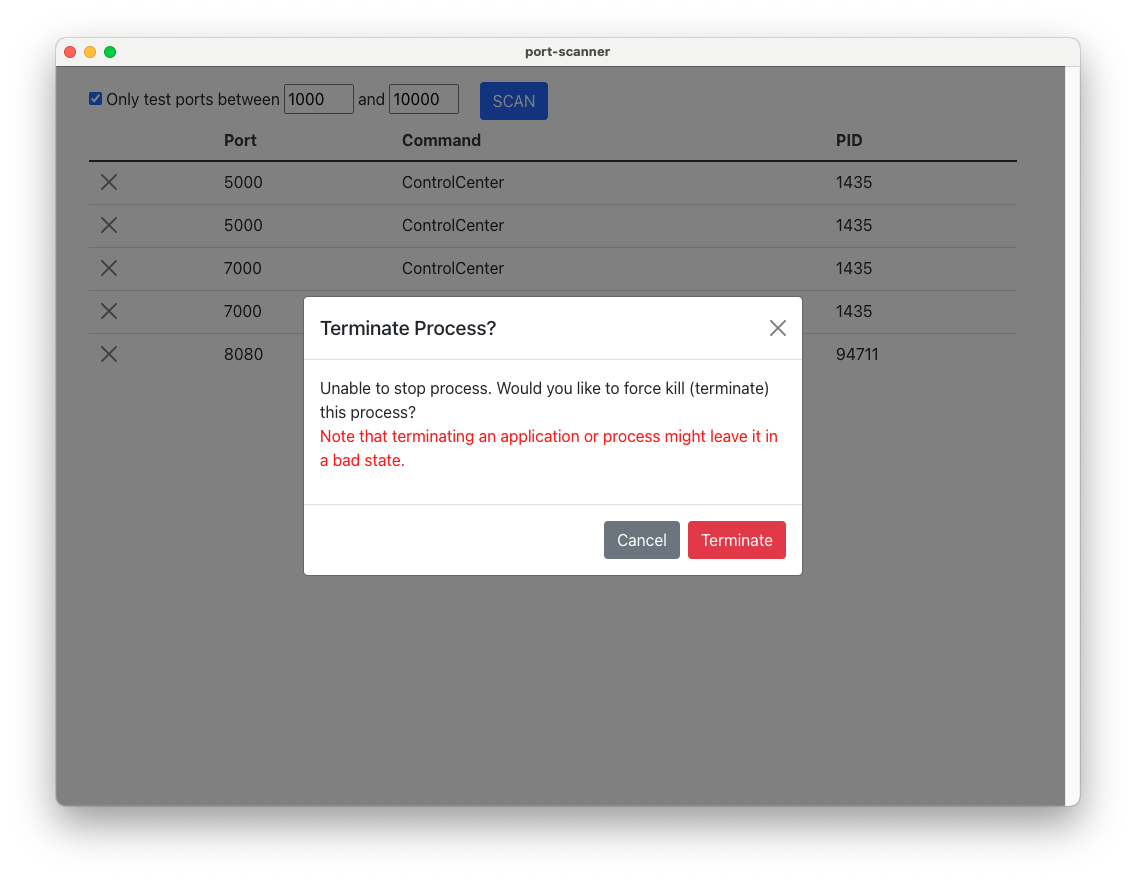 port-scanner
Only test ports between 1000 and 10000 SCAN
Port Command PID
5000 ControlCenter 1435
5000 ControlCenter 1435
7000 ControlCenter 1435
7000 1435
8080 94711
Terminate Process?
Unable to stop process. Would you like to force kill (terminate)
this process?
Note that terminating an application or process might leave it in
a bad state.
Cancel Terminate